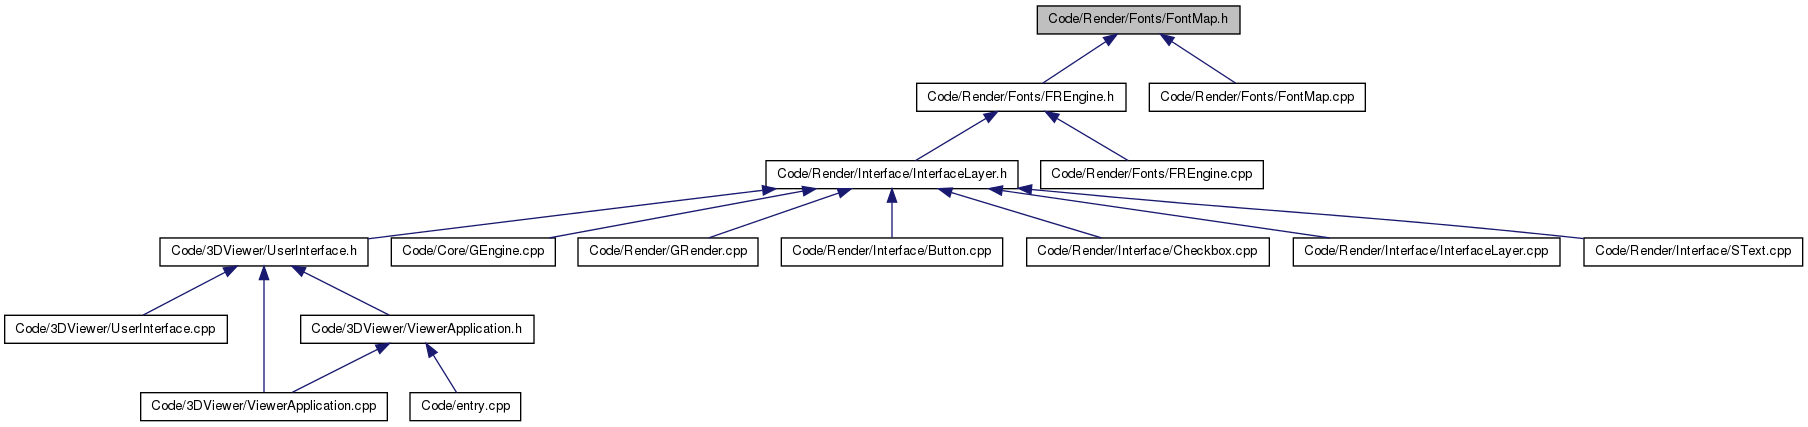 Code/Render/Fonts/FontMap.h
Code/Render/Fonts/FREngine.h
Code/Render/Fonts/FontMap.cpp
Code/Render/Interface/InterfaceLayer.h
Code/Render/Fonts/FREngine.cpp
Code/3DViewer/UserInterface.h
Code/Core/GEngine.cpp
Code/Render/GRender.cpp
Code/Render/Interface/Button.cpp
Code/Render/Interface/Checkbox.cpp
Code/Render/Interface/InterfaceLayer.cpp
Code/Render/Interface/SText.cpp
Code/3DViewer/UserInterface.cpp
Code/3DViewer/ViewerApplication.h
Code/3DViewer/ViewerApplication.cpp
Code/entry.cpp